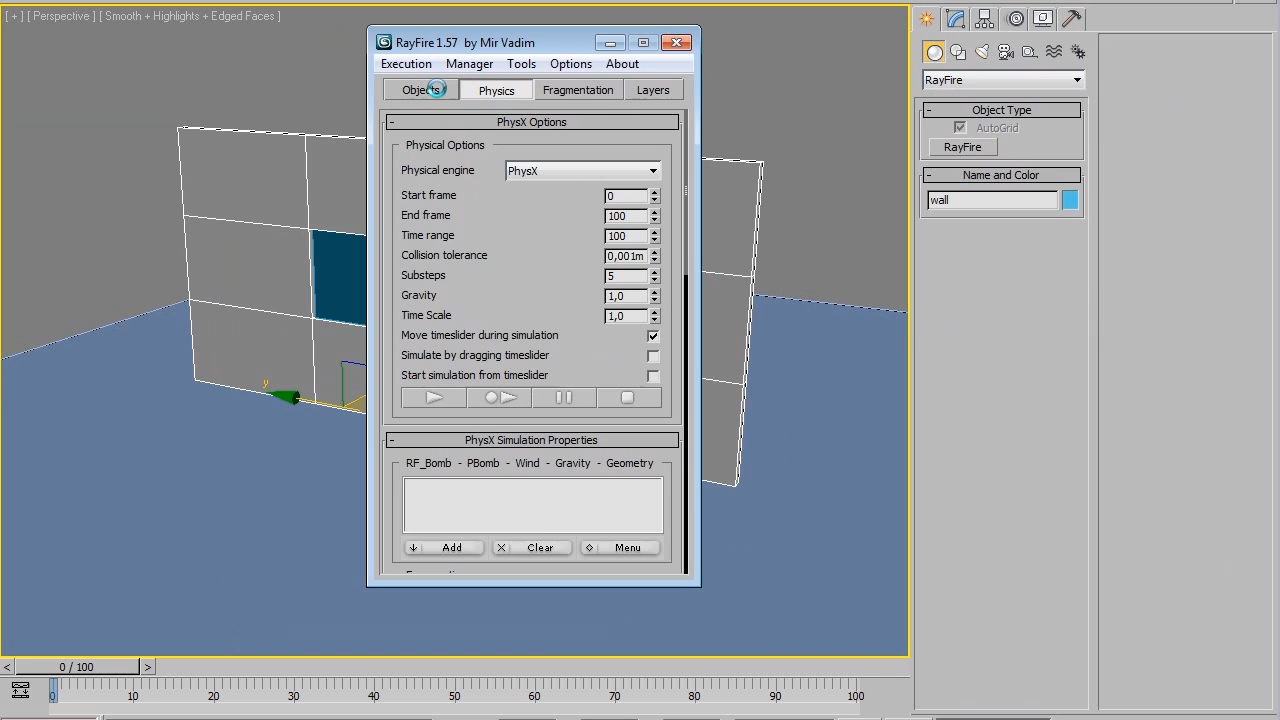 [ + ] [ Perspective ] [ Smooth + Highlights + Edged Faces ]
RayFire 1.57 by Mir Vadim
Execution Manager Tools Options About
Objects Physics Fragmentation Layers
- PhysX Options
Physical Options
Physical engine PhysX
Start frame 0
End frame 100
Time range 100
Collision tolerance 0,001m
Substeps 5
Gravity 1,0
Time Scale 1,0
Move timeslider during simulation
Simulate by dragging timeslider
Start simulation from timeslider
- PhysX Simulation Properties
RF_Bomb - PBomb - Wind - Gravity - Geometry
Add Clear Menu
y
RayFire
- Object Type
AutoGrid
RayFire
- Name and Color
wall
< 0 / 100 >
0 10 20 30 40 50 60 70 80 90 100